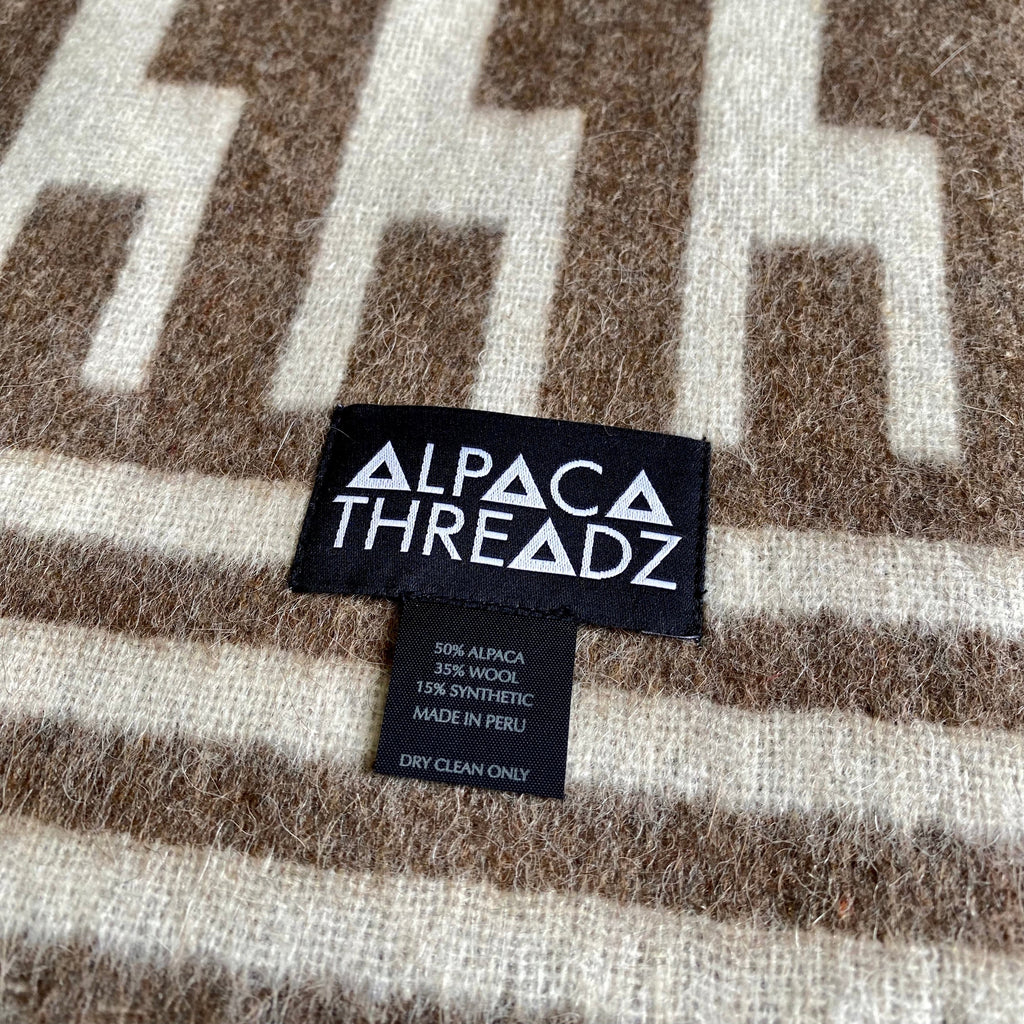 ALPACA
THREADZ
50% ALPACA
35% WOOL
15% SYNTHETIC
MADE IN PERU
DRY CLEAN ONLY